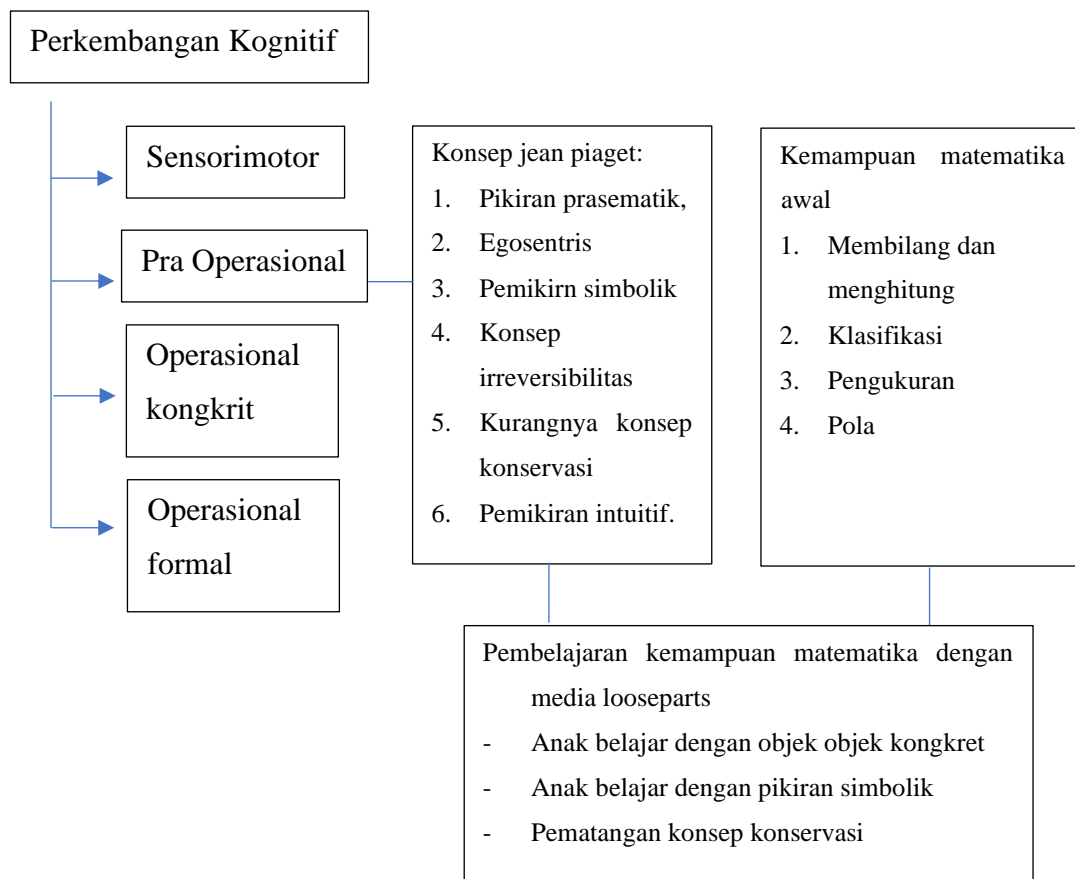 Perkembangan Kognitif
Sensorimotor
Pra Operasional
Operasional
kongkrit
Operasional
formal
Konsep jean piaget:
1. Pikiran prasematik,
2. Egosentris
3. Pemikirn simbolik
4. Konsep
irreversibilitas
5. Kurangnya konsep
konservasi
6. Pemikiran intuitif.
Kemampuan matematika
awal
1. Membilang dan
menghitung
2. Klasifikasi
3. Pengukuran
4. Pola
Pembelajaran kemampuan matematika dengan
media looseparts
- Anak belajar dengan objek objek kongkret
- Anak belajar dengan pikiran simbolik
- Pematangan konsep konservasi